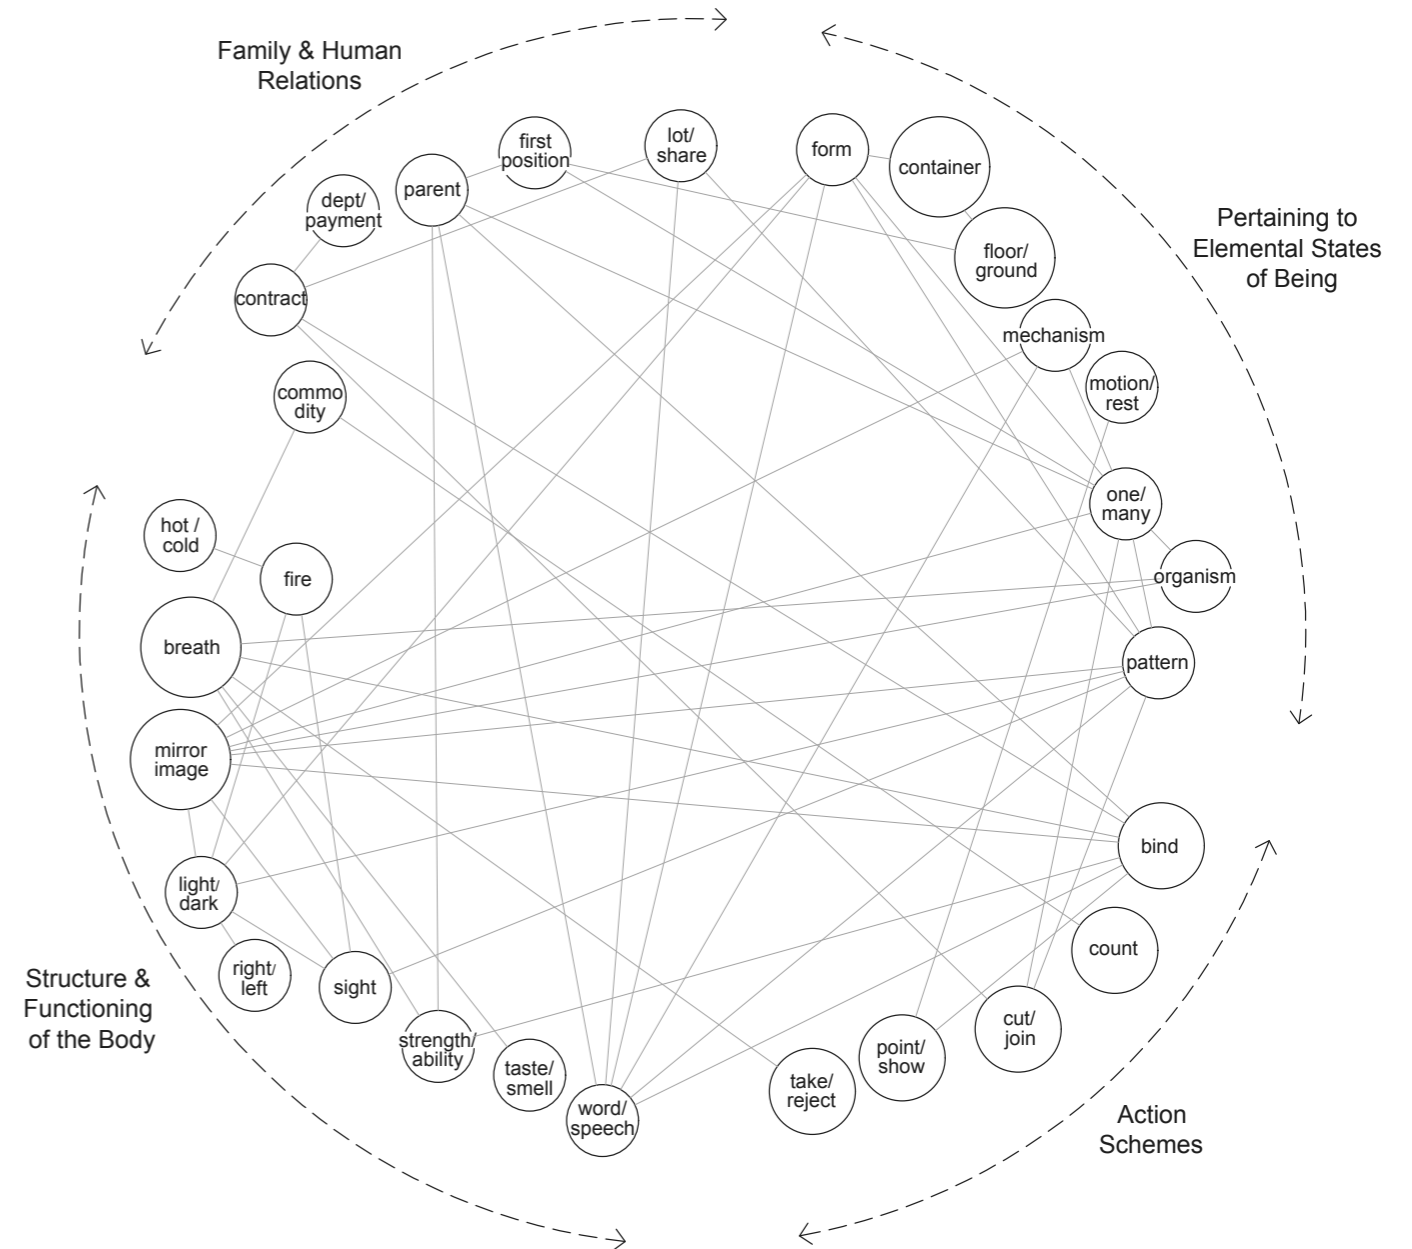 Family & Human
Relations
first
position
lot/
share
form
container
parent
dept/
payment
floor/
ground
Pertaining to
Elemental States
of Being
contract
mechanism
motion/
rest
commo
dity
one/
many
hot /
cold
fire
organism
breath
pattern
mirror
image
bind
light/
dark
count
right/
left
sight
Structure &
Functioning
of the Body
strength/
ability
taste/
smell
word/
speech
take/
reject
point/
show
cut/
join
Action
Schemes